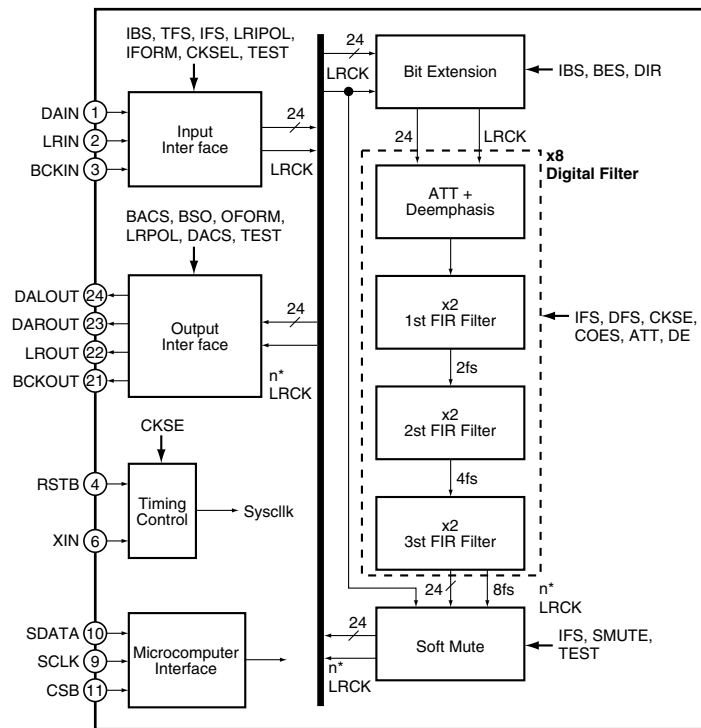 IBS, TFS, IFS, LRIPOL,
IFORM, CKSEL, TEST
DAIN 1
LRIN 2
BCKIN 3
Input
Inter face
24
LRCK
24
LRCK
Bit Extension
IBS, BES, DIR
24
LRCK
x8
Digital Filter
ATT +
Deemphasis
BACS, BSO, OFORM,
LRPOL, DACS, TEST
DALOUT 24
DAROUT 23
LROUT 22
BCKOUT 21
Output
Inter face
24
n*
LRCK
x2
1st FIR Filter
IFS, DFS, CKSE,
COES, ATT, DE
2fs
x2
2st FIR Filter
4fs
CKSE
RSTB 4
XIN 6
Timing
Control
Syscllk
x2
3st FIR Filter
24
8fs
n*
LRCK
SDATA 10
SCLK 9
CSB 11
Microcomputer
Interface
24
n*
LRCK
Soft Mute
IFS, SMUTE,
TEST